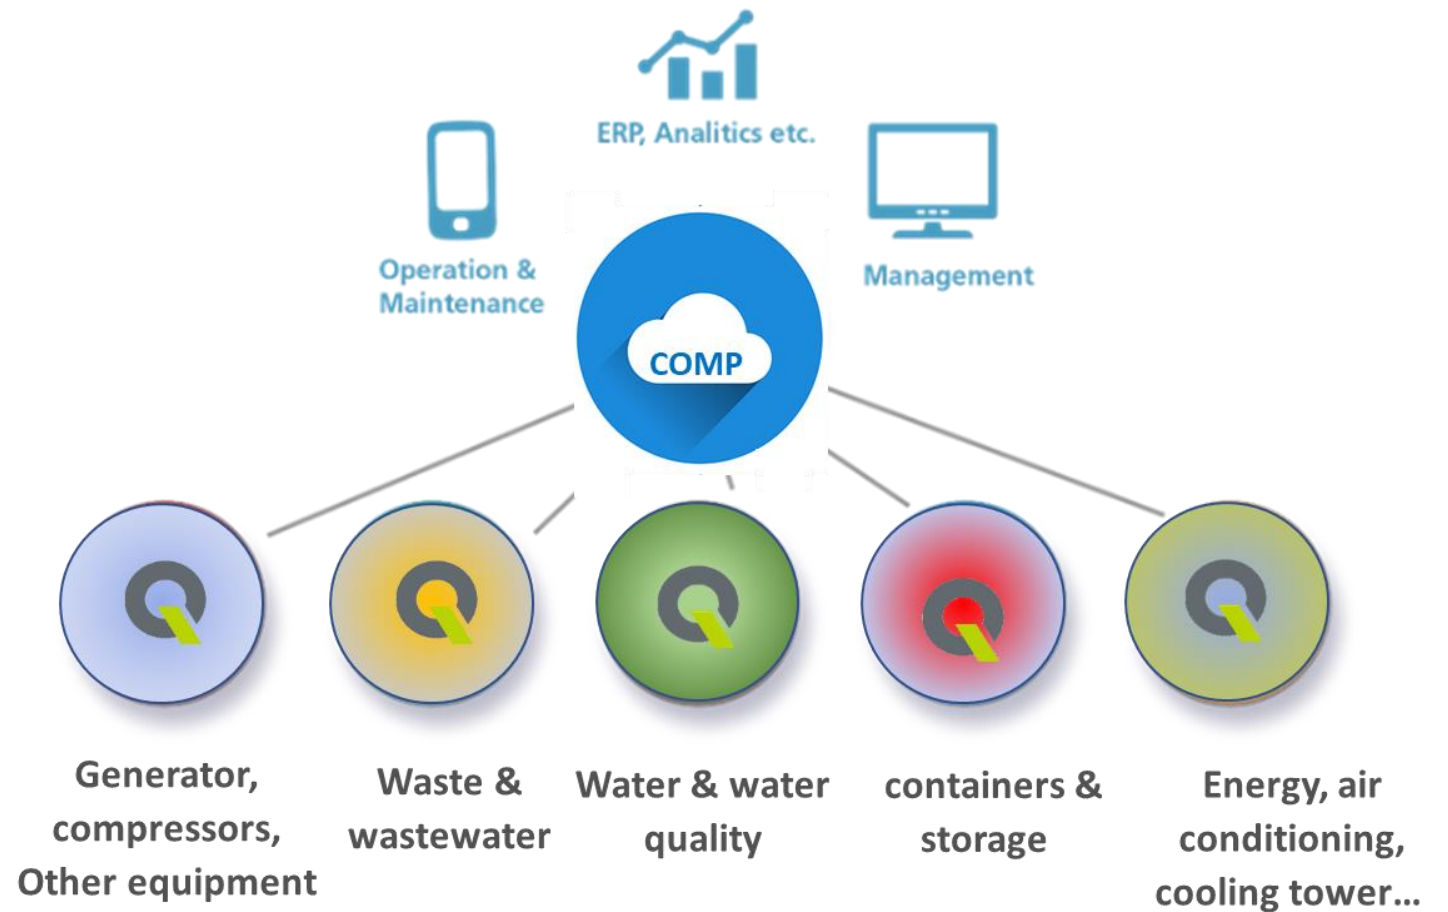 ERP, Analitics etc.
Operation &
Maintenance
Management
COMP
Generator,
compressors,
Other equipment
Waste &
wastewater
Water & water
quality
containers &
storage
Energy, air
conditioning,
cooling tower...